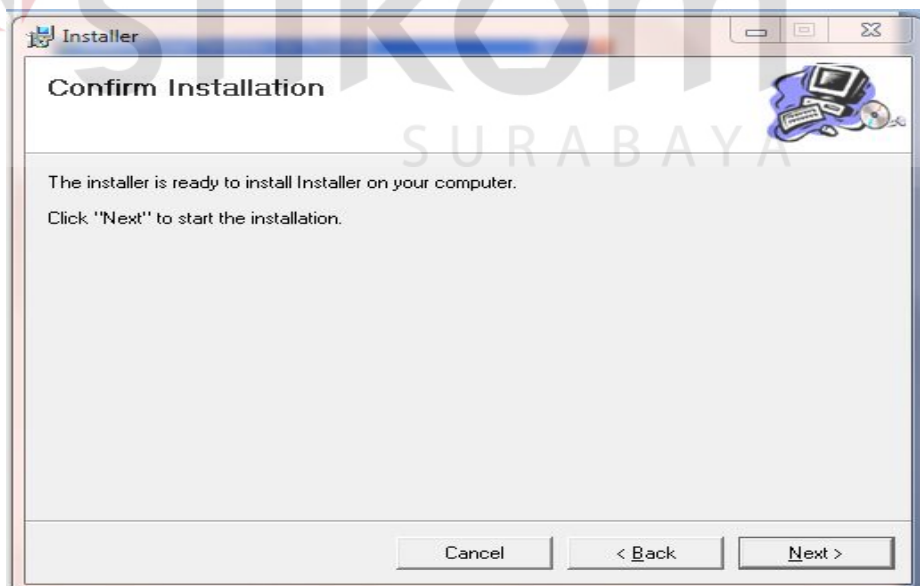 stikom
Installer
Confirm Installation
SURABAYA
The installer is ready to install Installer on your computer.
Click "Next" to start the installation.
Cancel
< Back
Next >